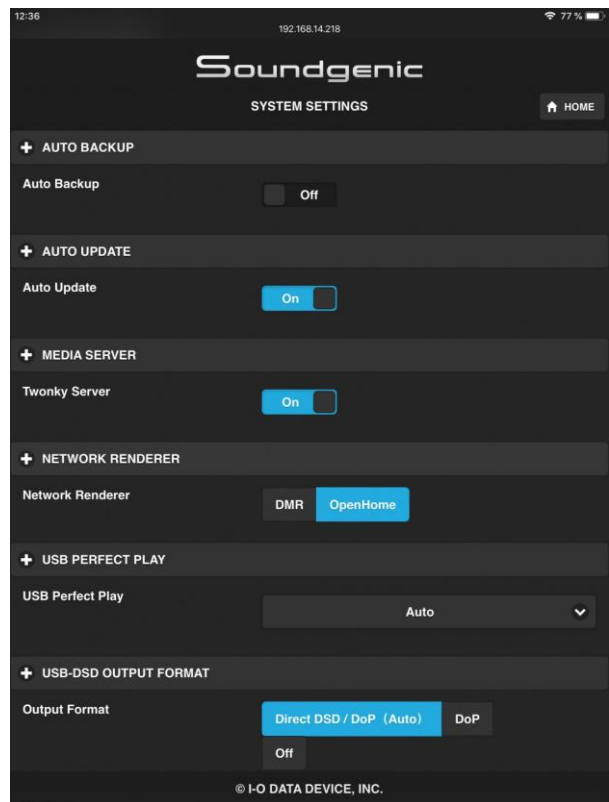 12:36
77 %
192.168.14.218
Soundgenic
SYSTEM SETTINGS
HOME
AUTO BACKUP
Auto Backup
Off
AUTO UPDATE
Auto Update
On
MEDIA SERVER
Twonky Server
On
NETWORK RENDERER
Network Renderer
DMR OpenHome
USB PERFECT PLAY
USB Perfect Play
Auto
USB-DSD OUTPUT FORMAT
Output Format
Direct DSD / DoP（Auto） DoP
Off
© I-O DATA DEVICE, INC.